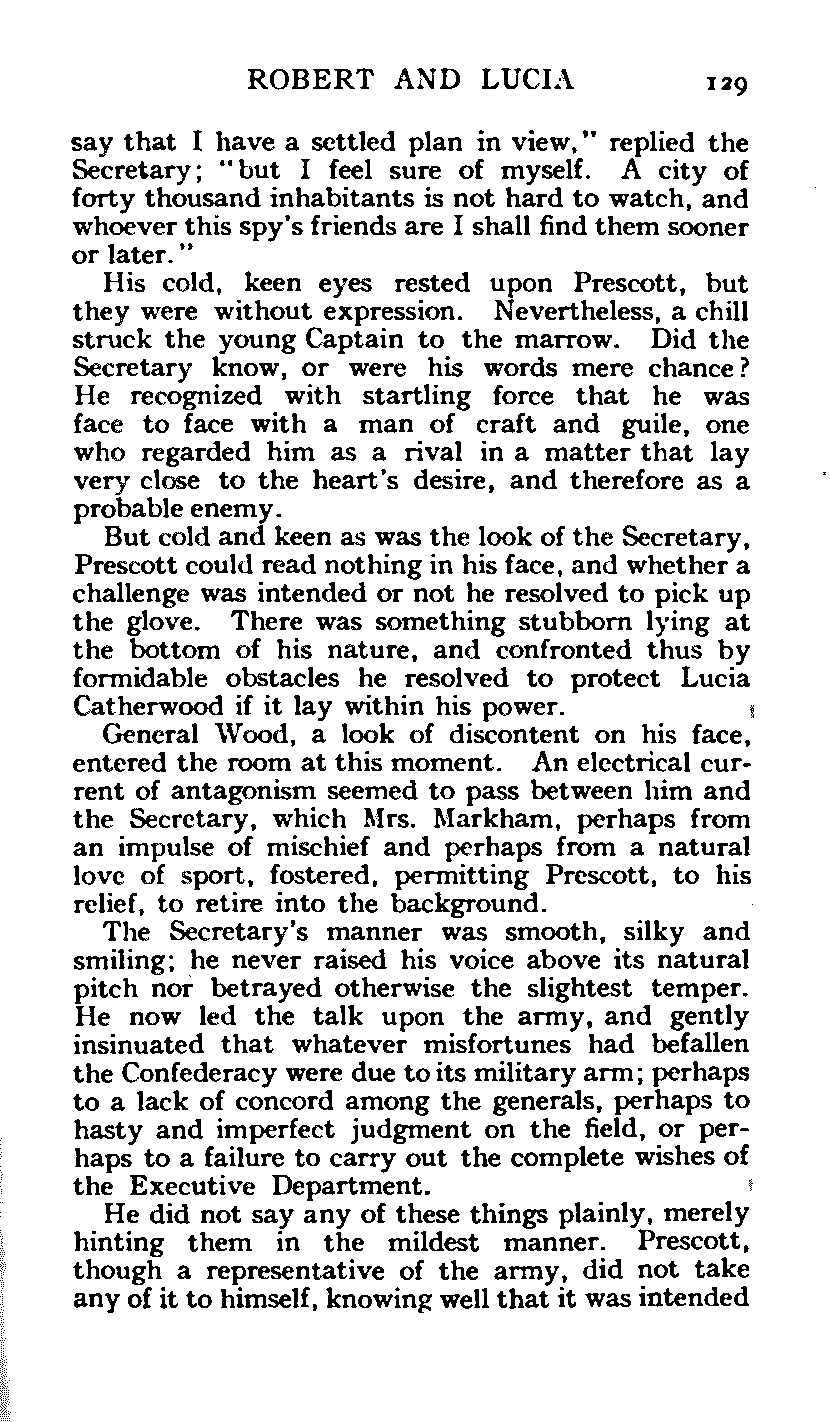 ROBERT AND LUCIA 129
say that I have a settled plan in view," replied the
Secretary; "but I feel sure of myself. A city of
forty thousand inhabitants is not hard to watch, and
whoever this spy's friends are I shall find them sooner
or later."
His cold, keen eyes rested upon Prescott, but
they were without expression. Nevertheless, a chill
struck the young Captain to the marrow. Did the
Secretary know, or were his words mere chance?
He recognized with startling force that he was
face to face with a man of craft and guile, one
who regarded him as a rival in a matter that lay
very close to the heart's desire, and therefore as a
probable enemy.
But cold and keen as was the look of the Secretary,
Prescott could read nothing in his face, and whether a
challenge was intended or not he resolved to pick up
the glove. There was something stubborn lying at
the bottom of his nature, and confronted thus by
formidable obstacles he resolved to protect Lucia
Catherwood if it lay within his power.
General Wood, a look of discontent on his face,
entered the room at this moment. An electrical cur-
rent of antagonism seemed to pass between him and
the Secretary, which Mrs. Markham, perhaps from
an impulse of mischief and perhaps from a natural
love of sport, fostered, permitting Prescott, to his
relief, to retire into the background.
The Secretary's manner was smooth, silky and
smiling; he never raised his voice above its natural
pitch nor betrayed otherwise the slightest temper.
He now led the talk upon the army, and gently
insinuated that whatever misfortunes had befallen
the Confederacy were due to its military arm; perhaps
to a lack of concord among the generals, perhaps to
hasty and imperfect judgment on the field, or per-
haps to a failure to carry out the complete wishes of
the Executive Department.
He did not say any of these things plainly, merely
hinting them in the mildest manner. Prescott,
though a representative of the army, did not take
any of it to himself, knowing well that it was intended